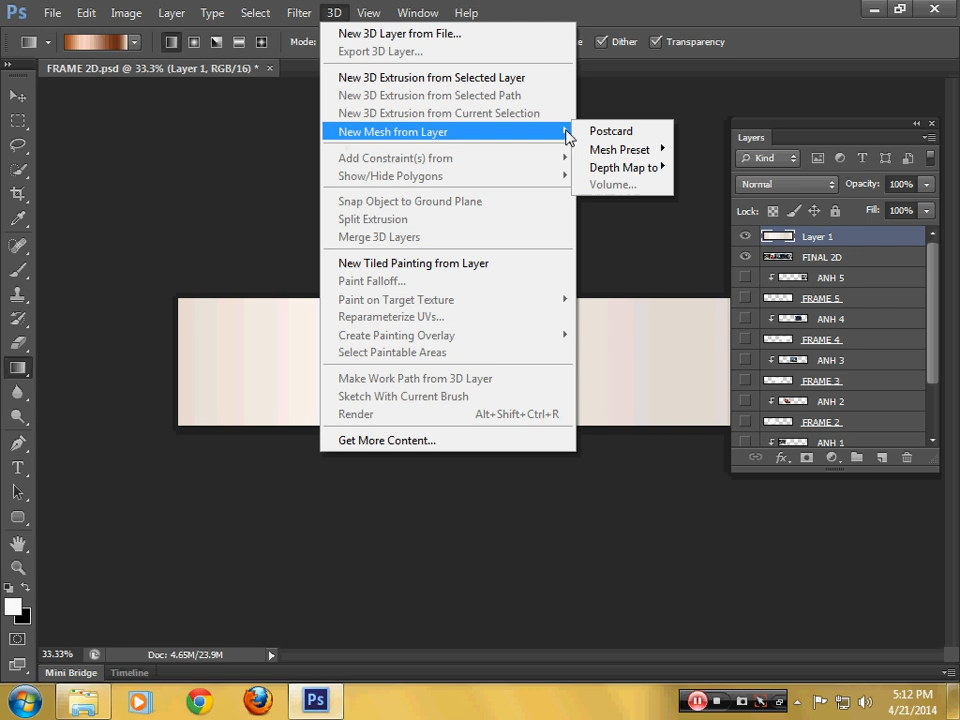 Ps File Edit Image Layer Type Select Filter 3D View Window Help
Mode:
Dither Transparency
FRAME 2D.psd @ 33.3% (Layer 1, RGB/16) * ×
New 3D Layer from File...
Export 3D Layer...
New 3D Extrusion from Selected Layer
New 3D Extrusion from Selected Path
New 3D Extrusion from Current Selection
New Mesh from Layer
Add Constraint(s) from
Show/Hide Polygons
Snap Object to Ground Plane
Split Extrusion
Merge 3D Layers
New Tiled Painting from Layer
Paint Falloff...
Paint on Target Texture
Reparameterize UVs...
Create Painting Overlay
Select Paintable Areas
Make Work Path from 3D Layer
Sketch With Current Brush
Render Alt+Shift+Ctrl+R
Get More Content...
Postcard
Mesh Preset
Depth Map to
Volume...
Layers
Kind
Normal Opacity: 100%
Lock: Fill: 100%
Layer 1
FINAL 2D
ANH 5
FRAME 5
ANH 4
FRAME 4
ANH 3
FRAME 3
ANH 2
FRAME 2
ANH 1
fx
33.33% Doc: 4.65M/23.9M
Mini Bridge Timeline
Ps
5:12 PM
4/21/2014